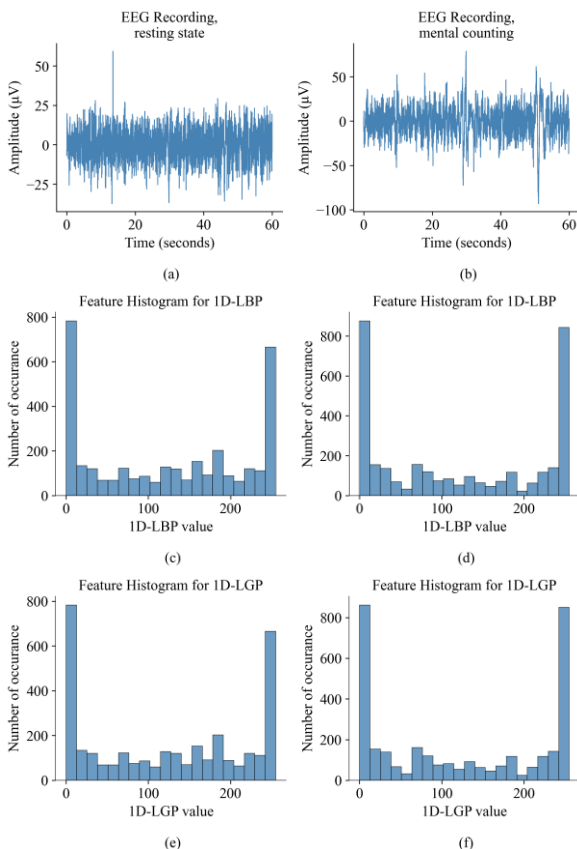 EEG Recording,
resting state
50
25
0
−25
Amplitude (µV)
0 20 40 60
Time (seconds)
(a)
EEG Recording,
mental counting
50
0
−50
−100
Amplitude (µV)
0 20 40 60
Time (seconds)
(b)
Feature Histogram for 1D-LBP
800
600
400
200
0
Number of occurance
0 200
1D-LBP value
(c)
Feature Histogram for 1D-LBP
800
600
400
200
0
Number of occurance
0 200
1D-LBP value
(d)
Feature Histogram for 1D-LGP
800
600
400
200
0
Number of occurance
0 200
1D-LGP value
(e)
Feature Histogram for 1D-LGP
800
600
400
200
0
Number of occurance
0 200
1D-LGP value
(f)